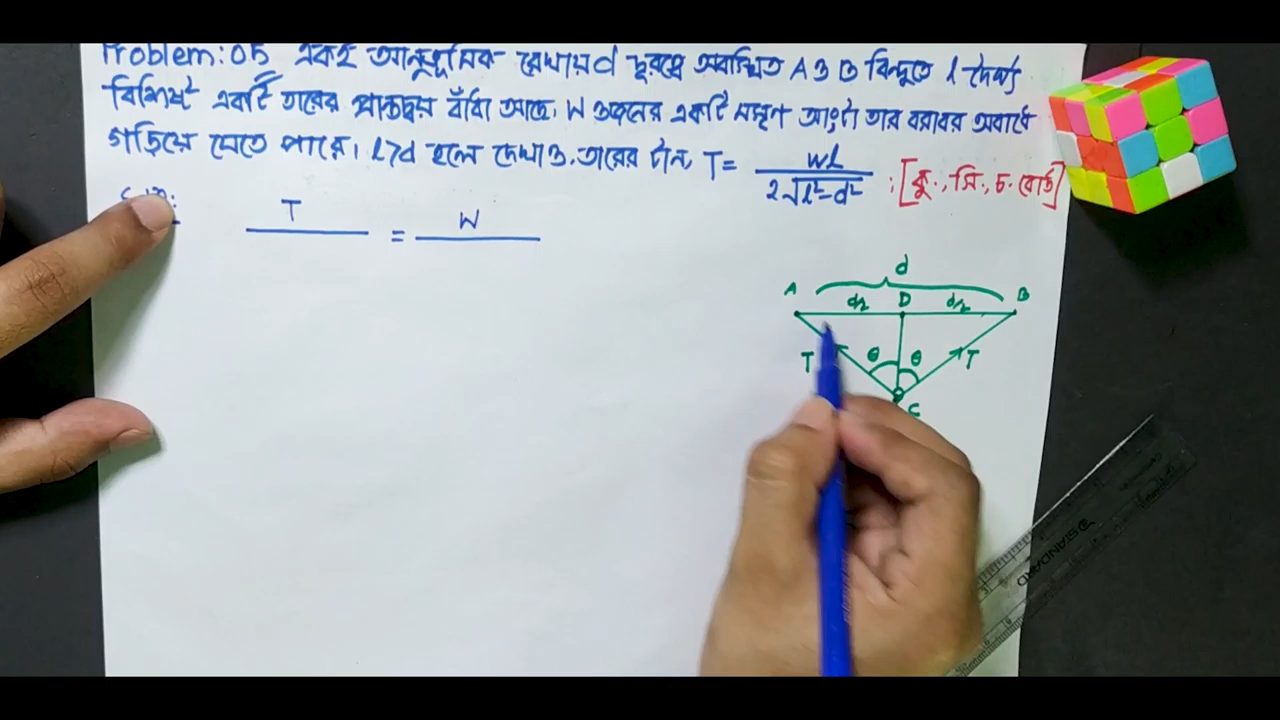 Problem: 05 একই আনুভূমিক রেখায় d দূরত্বে অবস্থিত A ও B বিন্দুতে l দৈর্ঘ্য
বিশিষ্ট একটি তারের প্রান্তদ্বয় বাঁধা আছে। W ওজনের একটি মসৃণ আংটা তার বরাবর অবাধে
গড়িয়ে যেতে পারে। l>d হলে দেখাও, তারের টান, T = Wl / 2√l²-d² ; [কু., সি., চ. বোর্ড]
T = W
d
A d/2 D d/2 B
T θ θ T
C
STANDARD